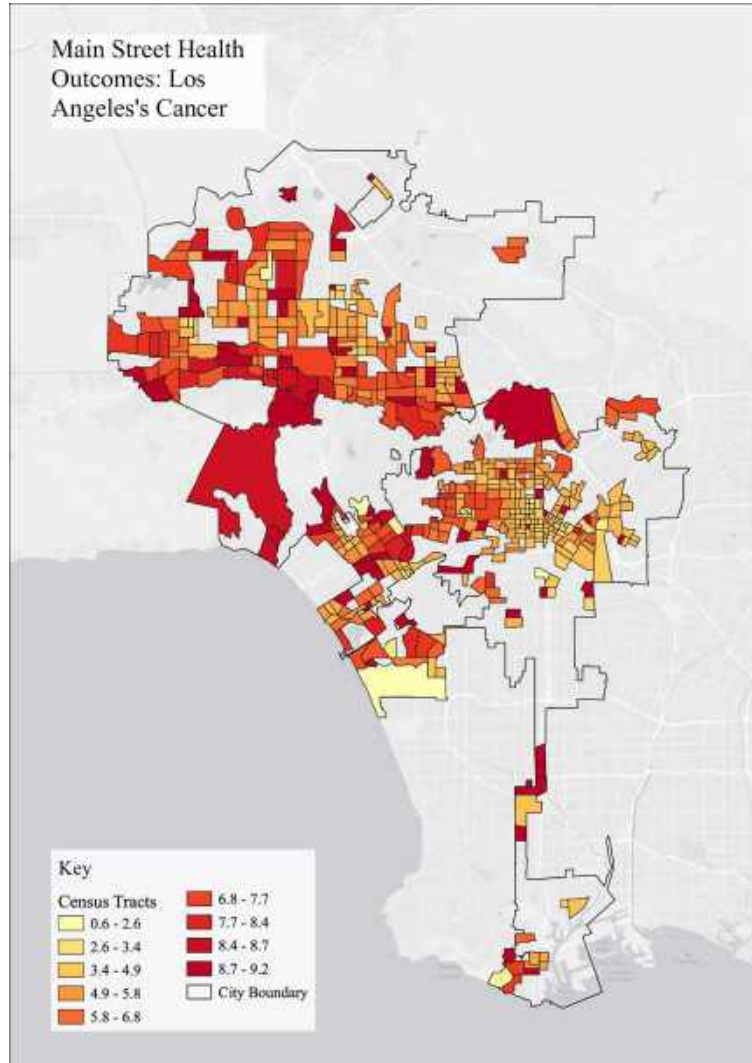 Main Street Health
Outcomes: Los
Angeles's Cancer
Key
Census Tracts
0.6 - 2.6
2.6 - 3.4
3.4 - 4.9
4.9 - 5.8
5.8 - 6.8
6.8 - 7.7
7.7 - 8.4
8.4 - 8.7
8.7 - 9.2
City Boundary